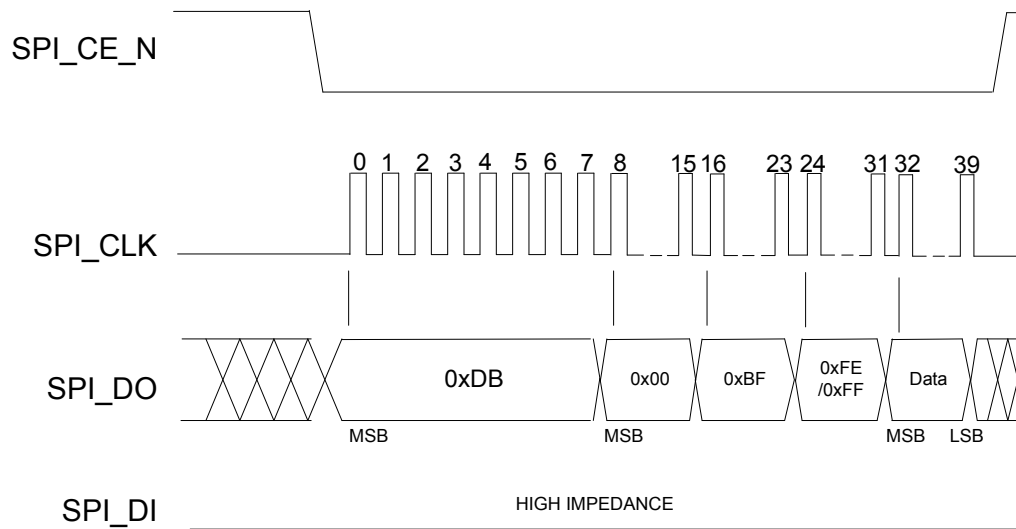 SPI_CE_N
0 1 2 3 4 5 6 7 8 15 16 23 24 31 32 39
SPI_CLK
SPI_DO
0xDB
0x00
0xBF
0xFE
/0xFF
Data
MSB MSB MSB LSB
SPI_DI
HIGH IMPEDANCE